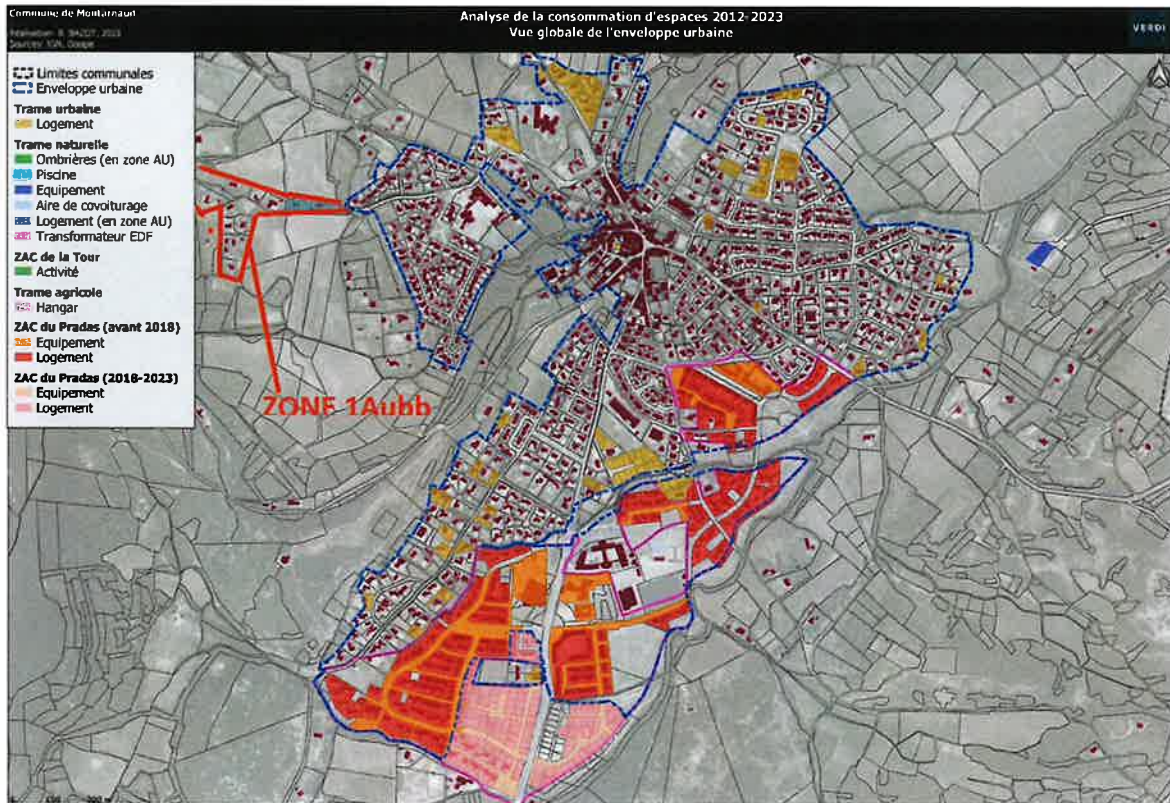 Commune de Montarnaud
Analyse de la consommation d'espaces 2012-2023
Vue globale de l'enveloppe urbaine
VERDI
Limites communales
Enveloppe urbaine
Trame urbaine
Logement
Trame naturelle
Ombrières (en zone AU)
Piscine
Equipement
Aire de covoiturage
Logement (en zone AU)
Transformateur EDF
ZAC de la Tour
Activité
Trame agricole
Hangar
ZAC du Pradas (avant 2018)
Equipement
Logement
ZAC du Pradas (2018-2023)
Equipement
Logement
ZONE 1Aubb